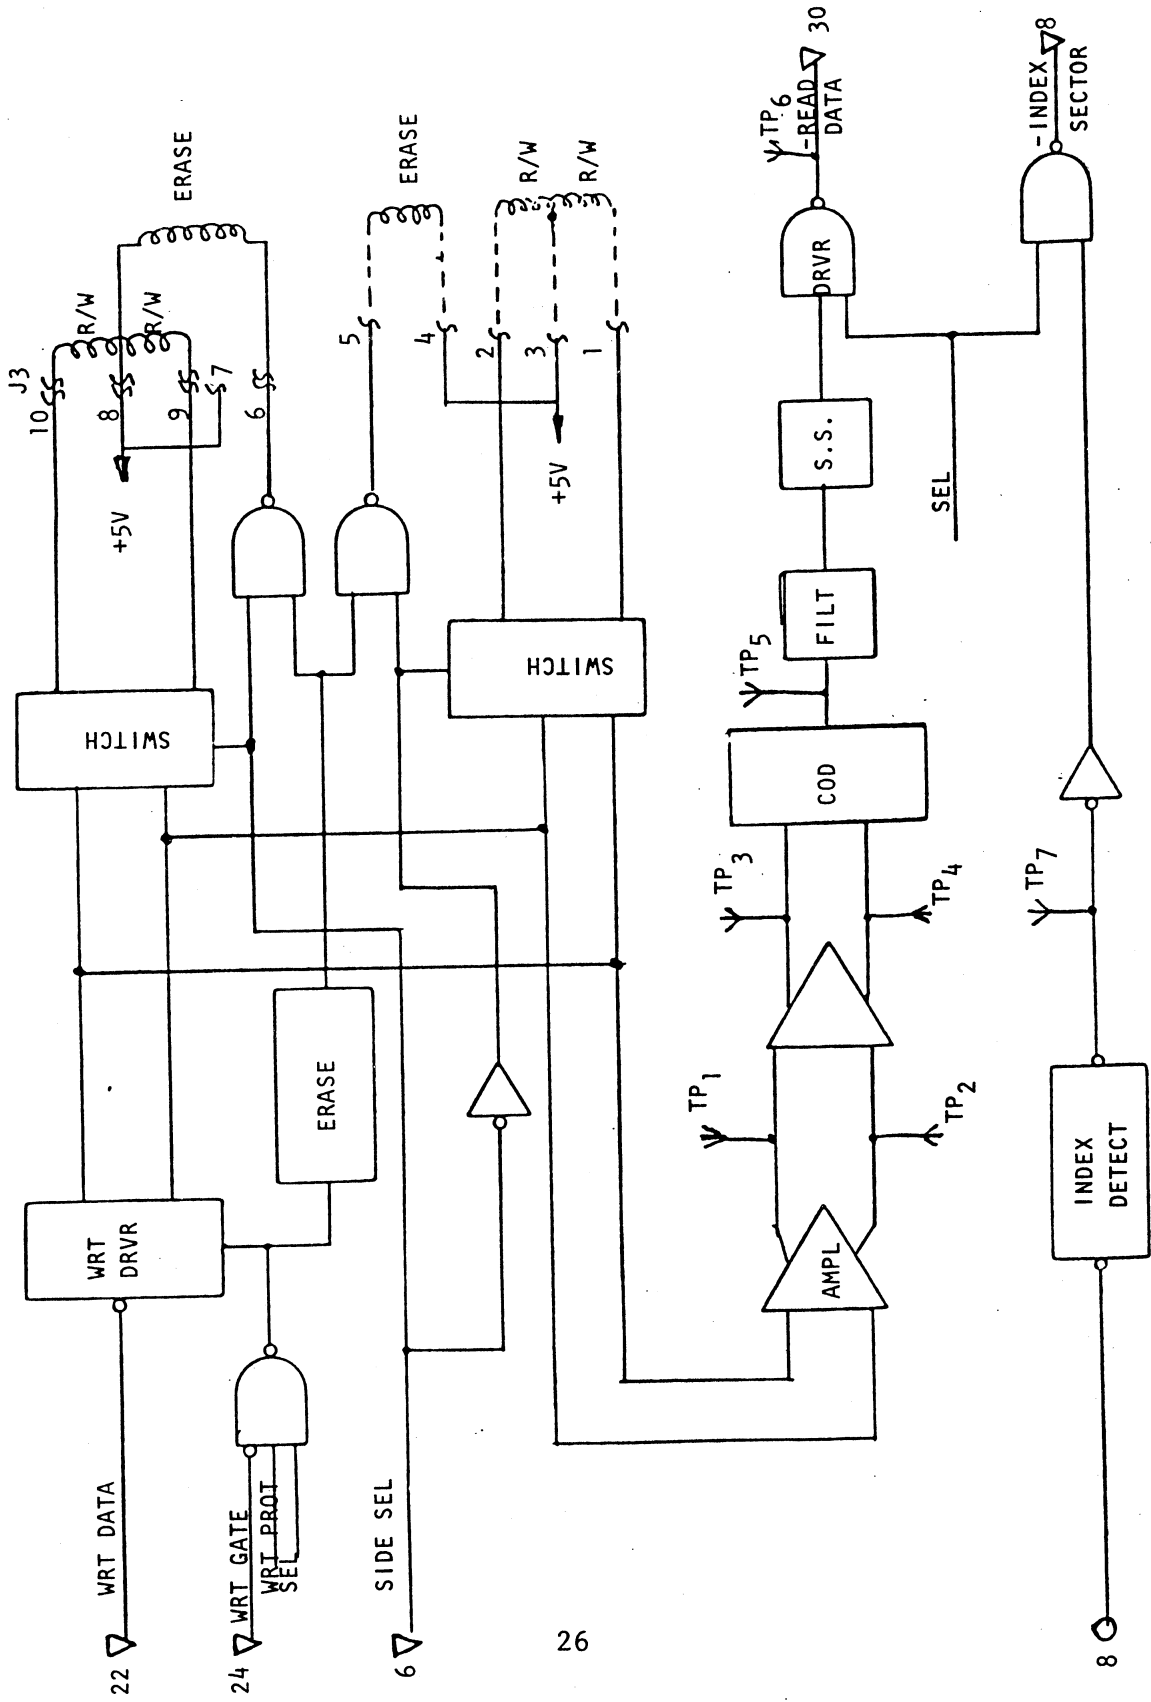 22
WRT DATA
WRT
DRVR
24
WRT GATE
WRT PROT
SEL
6
SIDE SEL
ERASE
SWITCH
J3
10
8
9
7
6
+5V
R/W
R/W
ERASE
5
4
2
3
1
+5V
ERASE
R/W
R/W
SWITCH
AMPL
TP1
TP2
TP3
TP4
COD
TP5
FILT
S.S.
DRVR
TP6
-READ
DATA
30
SEL
8
INDEX
DETECT
TP7
-INDEX
SECTOR
8
26